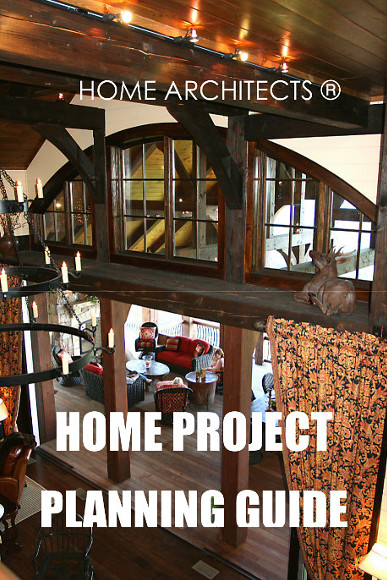 HOME ARCHITECTS ®
HOME PROJECT
PLANNING GUIDE